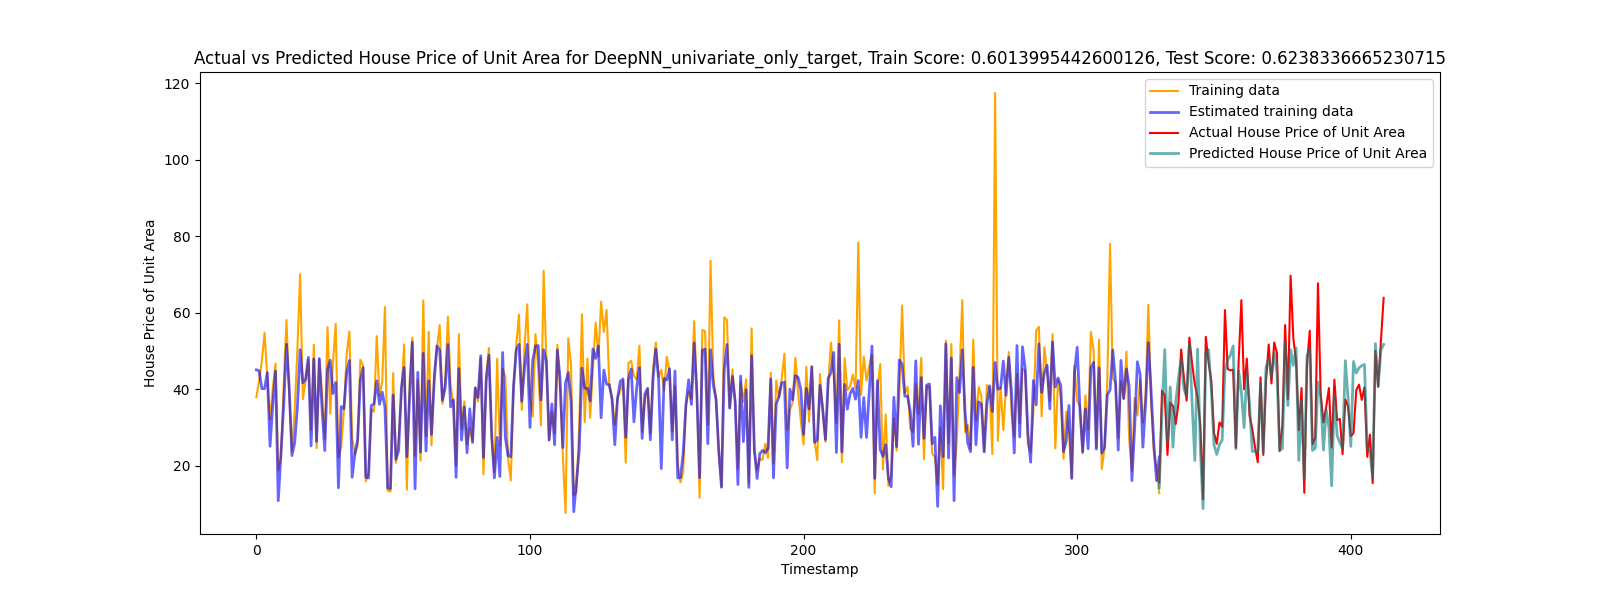 Actual vs Predicted House Price of Unit Area for DeepNN_univariate_only_target, Train Score: 0.6013995442600126, Test Score: 0.6238336665230715
Training data
Estimated training data
Actual House Price of Unit Area
Predicted House Price of Unit Area
House Price of Unit Area
120
100
80
60
40
20
0
100
200
300
400
Timestamp